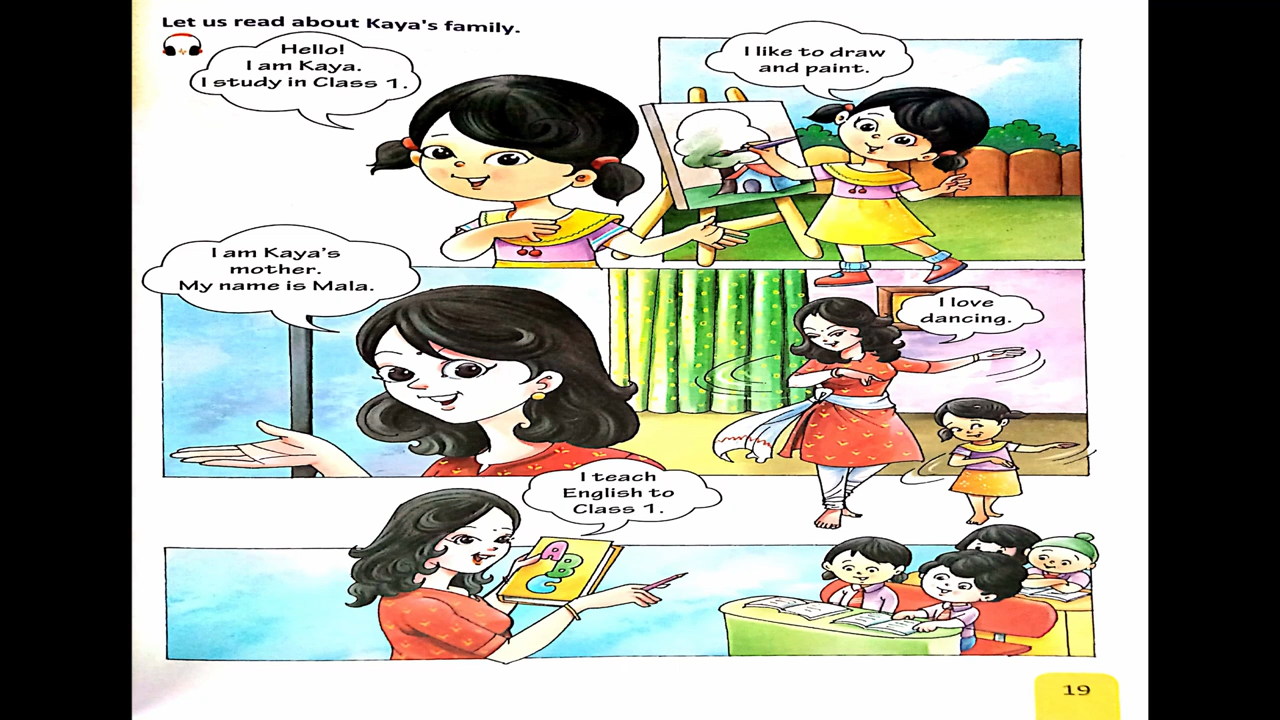 Let us read about Kaya's family.
Hello!
I am Kaya.
I study in Class 1.
I like to draw
and paint.
I am Kaya's
mother.
My name is Mala.
I love
dancing.
I teach
English to
Class 1.
A
B
C
19